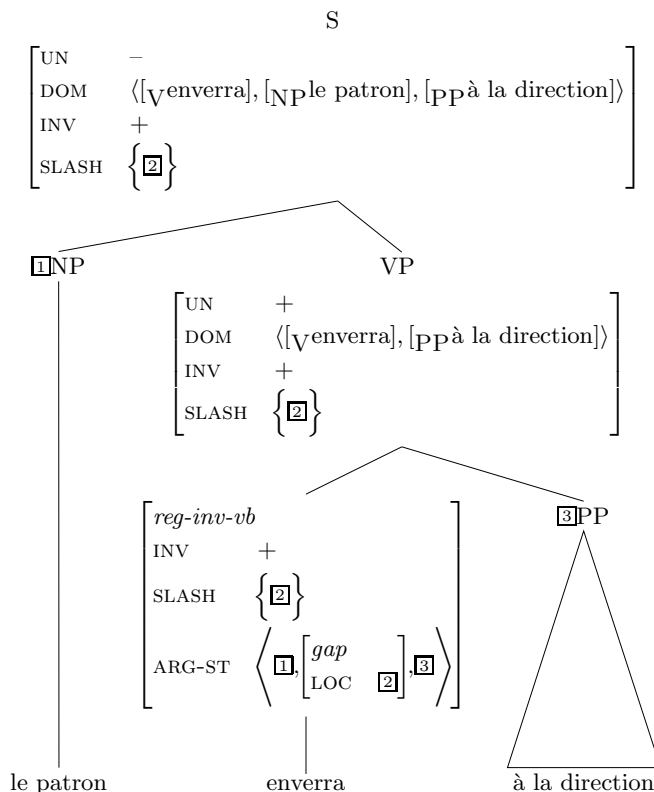 S
UN –
DOM ⟨[V enverra], [NP le patron], [PP à la direction]⟩
INV +
SLASH {2}
1 NP VP
UN +
DOM ⟨[V enverra], [PP à la direction]⟩
INV +
SLASH {2}
reg-inv-vb 3 PP
INV +
SLASH {2}
ARG-ST ⟨1, [gap LOC 2], 3⟩
le patron enverra à la direction